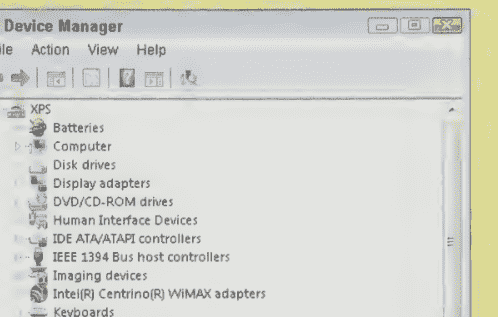 Device Manager
ile Action View Help
XPS
Batteries
Computer
Disk drives
Display adapters
DVD/CD-ROM drives
Human Interface Devices
IDE ATA/ATAPI controllers
IEEE 1394 Bus host controllers
Imaging devices
Intel(R) Centrino(R) WiMAX adapters
Keyboards